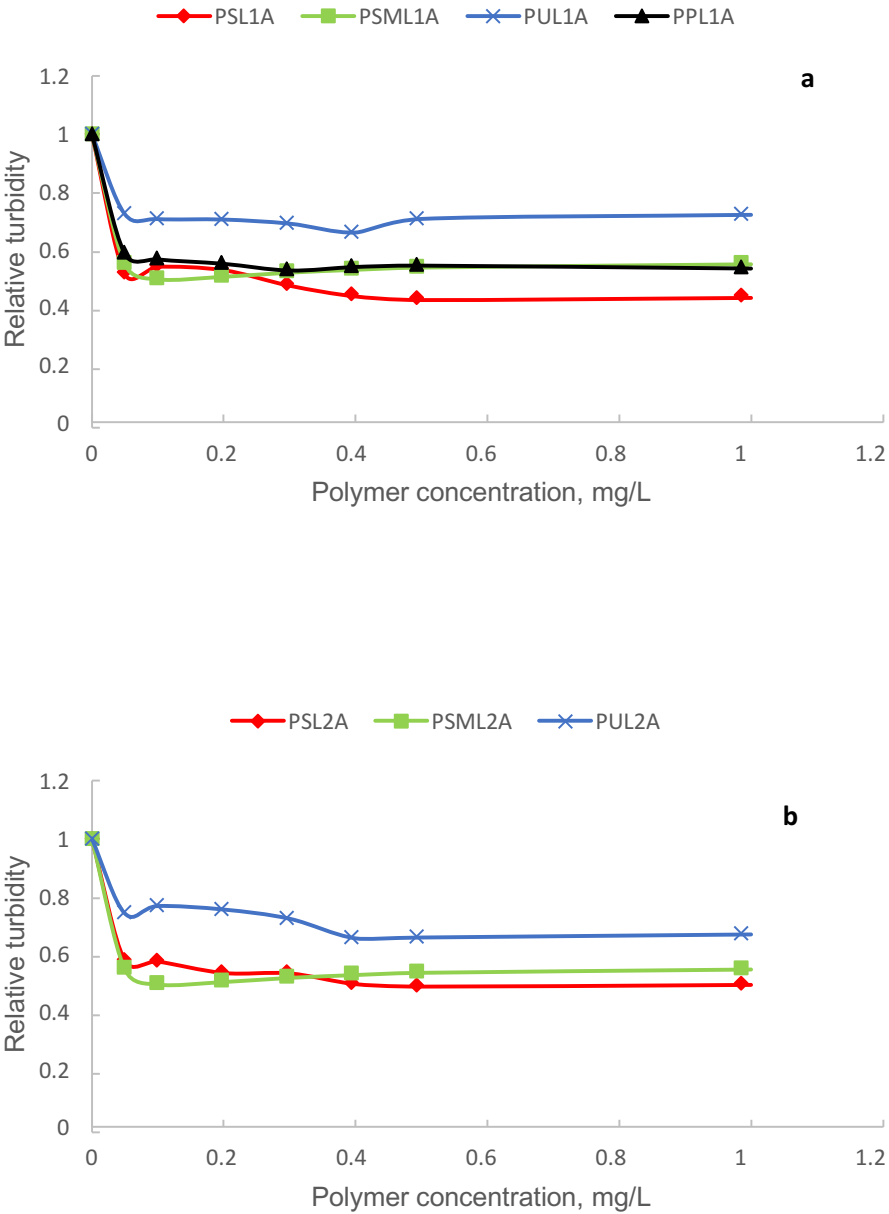 PSL1A PSML1A PUL1A PPL1A
a
1.2
1
0.8
0.6
0.4
0.2
0
Relative turbidity
0 0.2 0.4 0.6 0.8 1 1.2
Polymer concentration, mg/L
PSL2A PSML2A PUL2A
b
1.2
1
0.8
0.6
0.4
0.2
0
Relative turbidity
0 0.2 0.4 0.6 0.8 1 1.2
Polymer concentration, mg/L